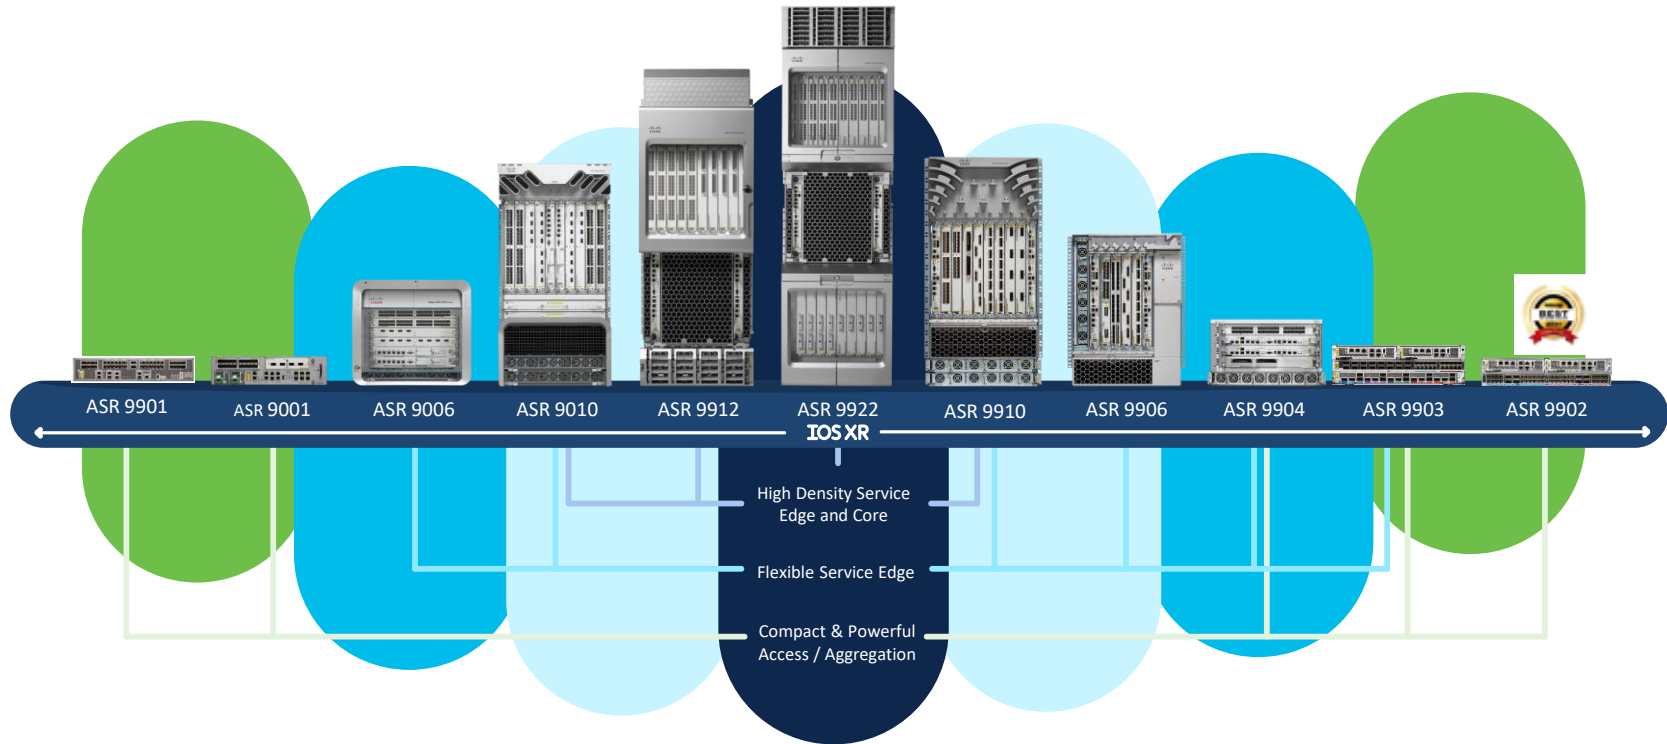 BEST
ASR 9901
ASR 9001
ASR 9006
ASR 9010
ASR 9912
ASR 9922
ASR 9910
ASR 9906
ASR 9904
ASR 9903
ASR 9902
IOS XR
High Density Service
Edge and Core
Flexible Service Edge
Compact & Powerful
Access / Aggregation